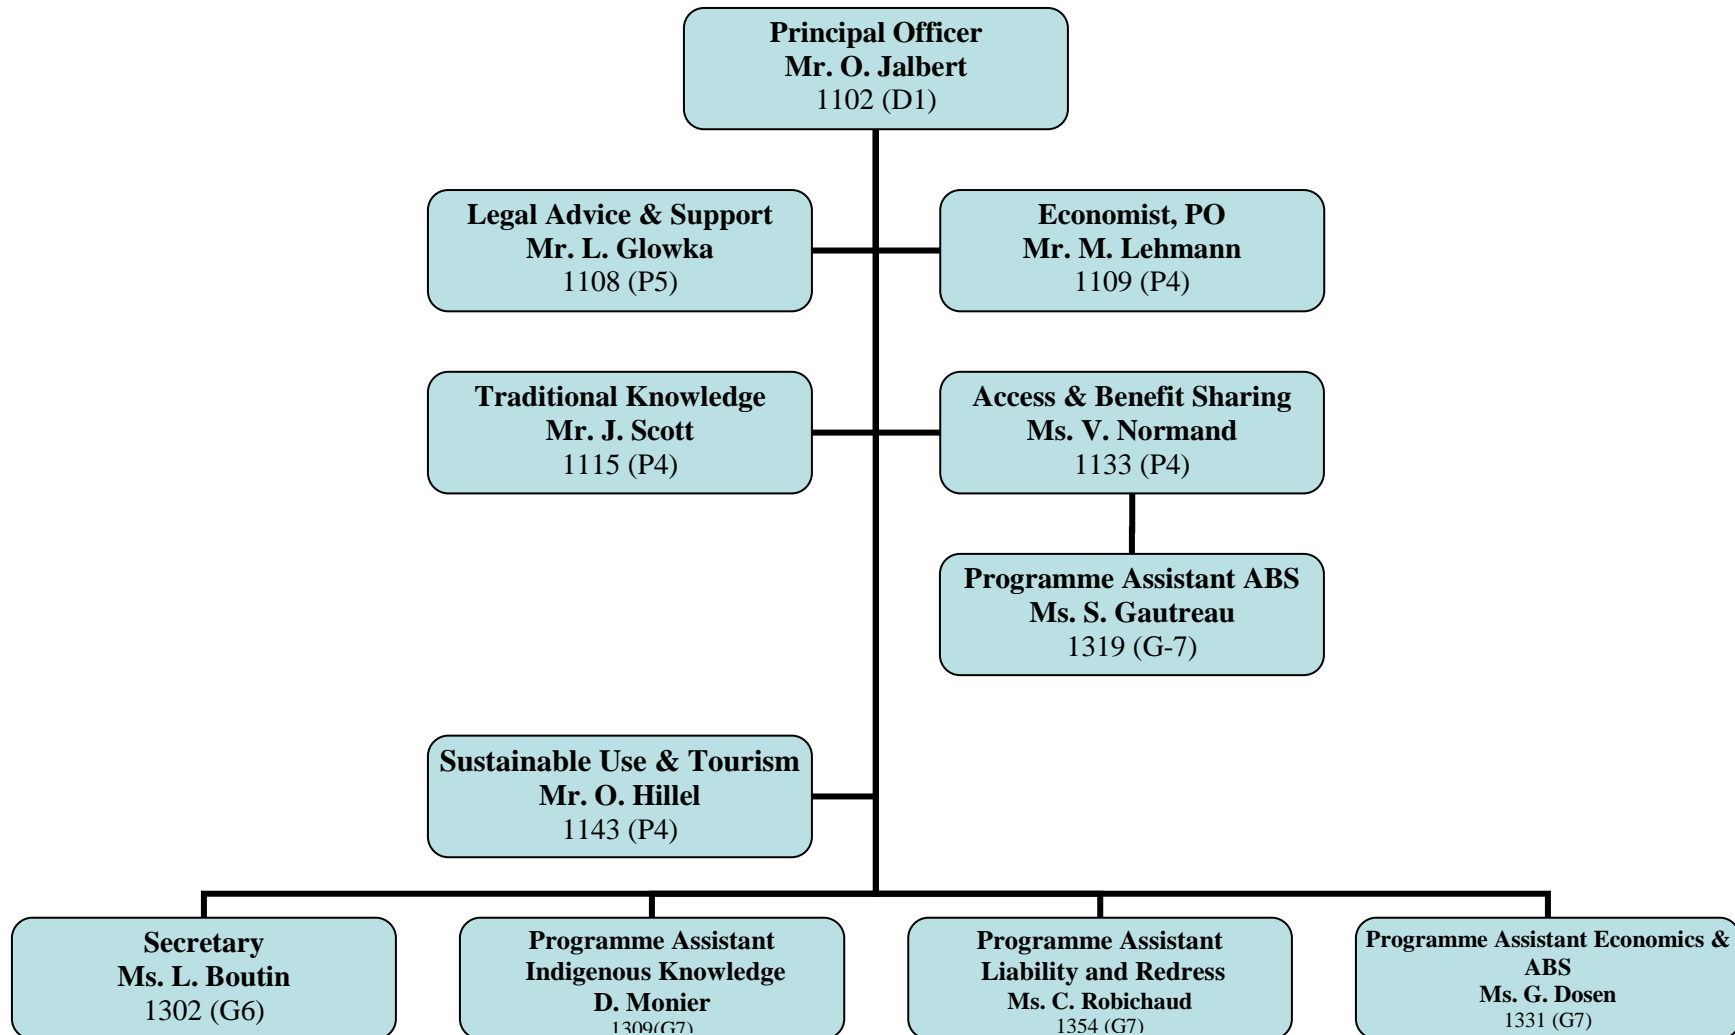 Principal Officer
Mr. O. Jalbert
1102 (D1)
Legal Advice & Support
Mr. L. Glowka
1108 (P5)
Economist, PO
Mr. M. Lehmann
1109 (P4)
Traditional Knowledge
Mr. J. Scott
1115 (P4)
Access & Benefit Sharing
Ms. V. Normand
1133 (P4)
Programme Assistant ABS
Ms. S. Gautreau
1319 (G-7)
Sustainable Use & Tourism
Mr. O. Hillel
1143 (P4)
Secretary
Ms. L. Boutin
1302 (G6)
Programme Assistant
Indigenous Knowledge
D. Monier
1309(G7)
Programme Assistant
Liability and Redress
Ms. C. Robichaud
1354 (G7)
Programme Assistant Economics &
ABS
Ms. G. Dosen
1331 (G7)